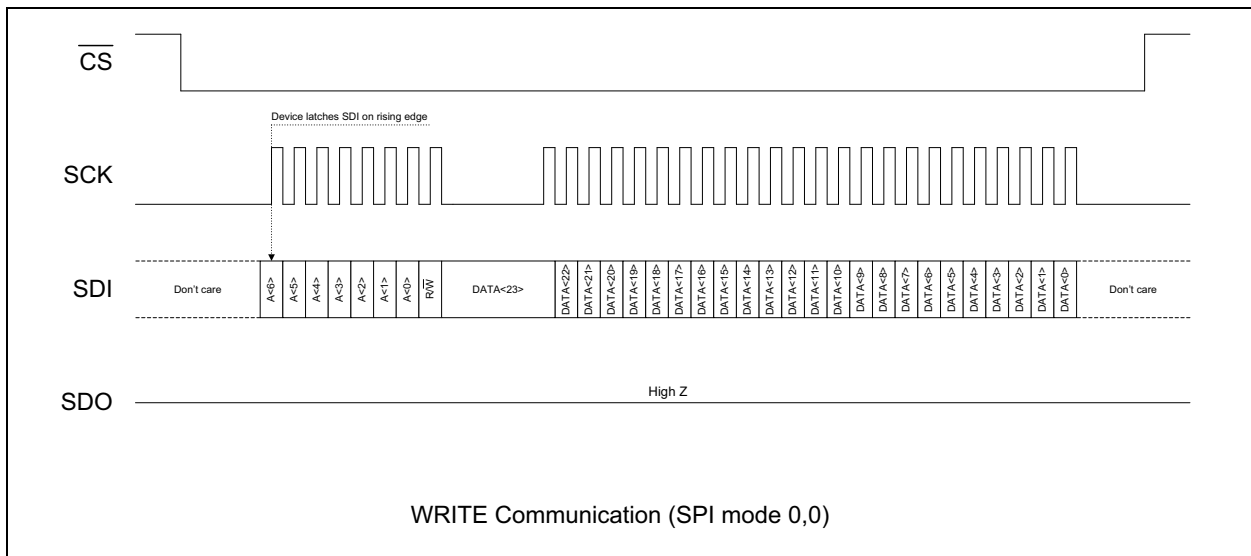 CS
Device latches SDI on rising edge
SCK
SDI
Don't care
A<6>
A<5>
A<4>
A<3>
A<2>
A<1>
A<0>
R/W
DATA<23>
DATA<22>
DATA<21>
DATA<20>
DATA<19>
DATA<18>
DATA<17>
DATA<16>
DATA<15>
DATA<14>
DATA<13>
DATA<12>
DATA<11>
DATA<10>
DATA<9>
DATA<8>
DATA<7>
DATA<6>
DATA<5>
DATA<4>
DATA<3>
DATA<2>
DATA<1>
DATA<0>
Don't care
SDO
High Z
WRITE Communication (SPI mode 0,0)